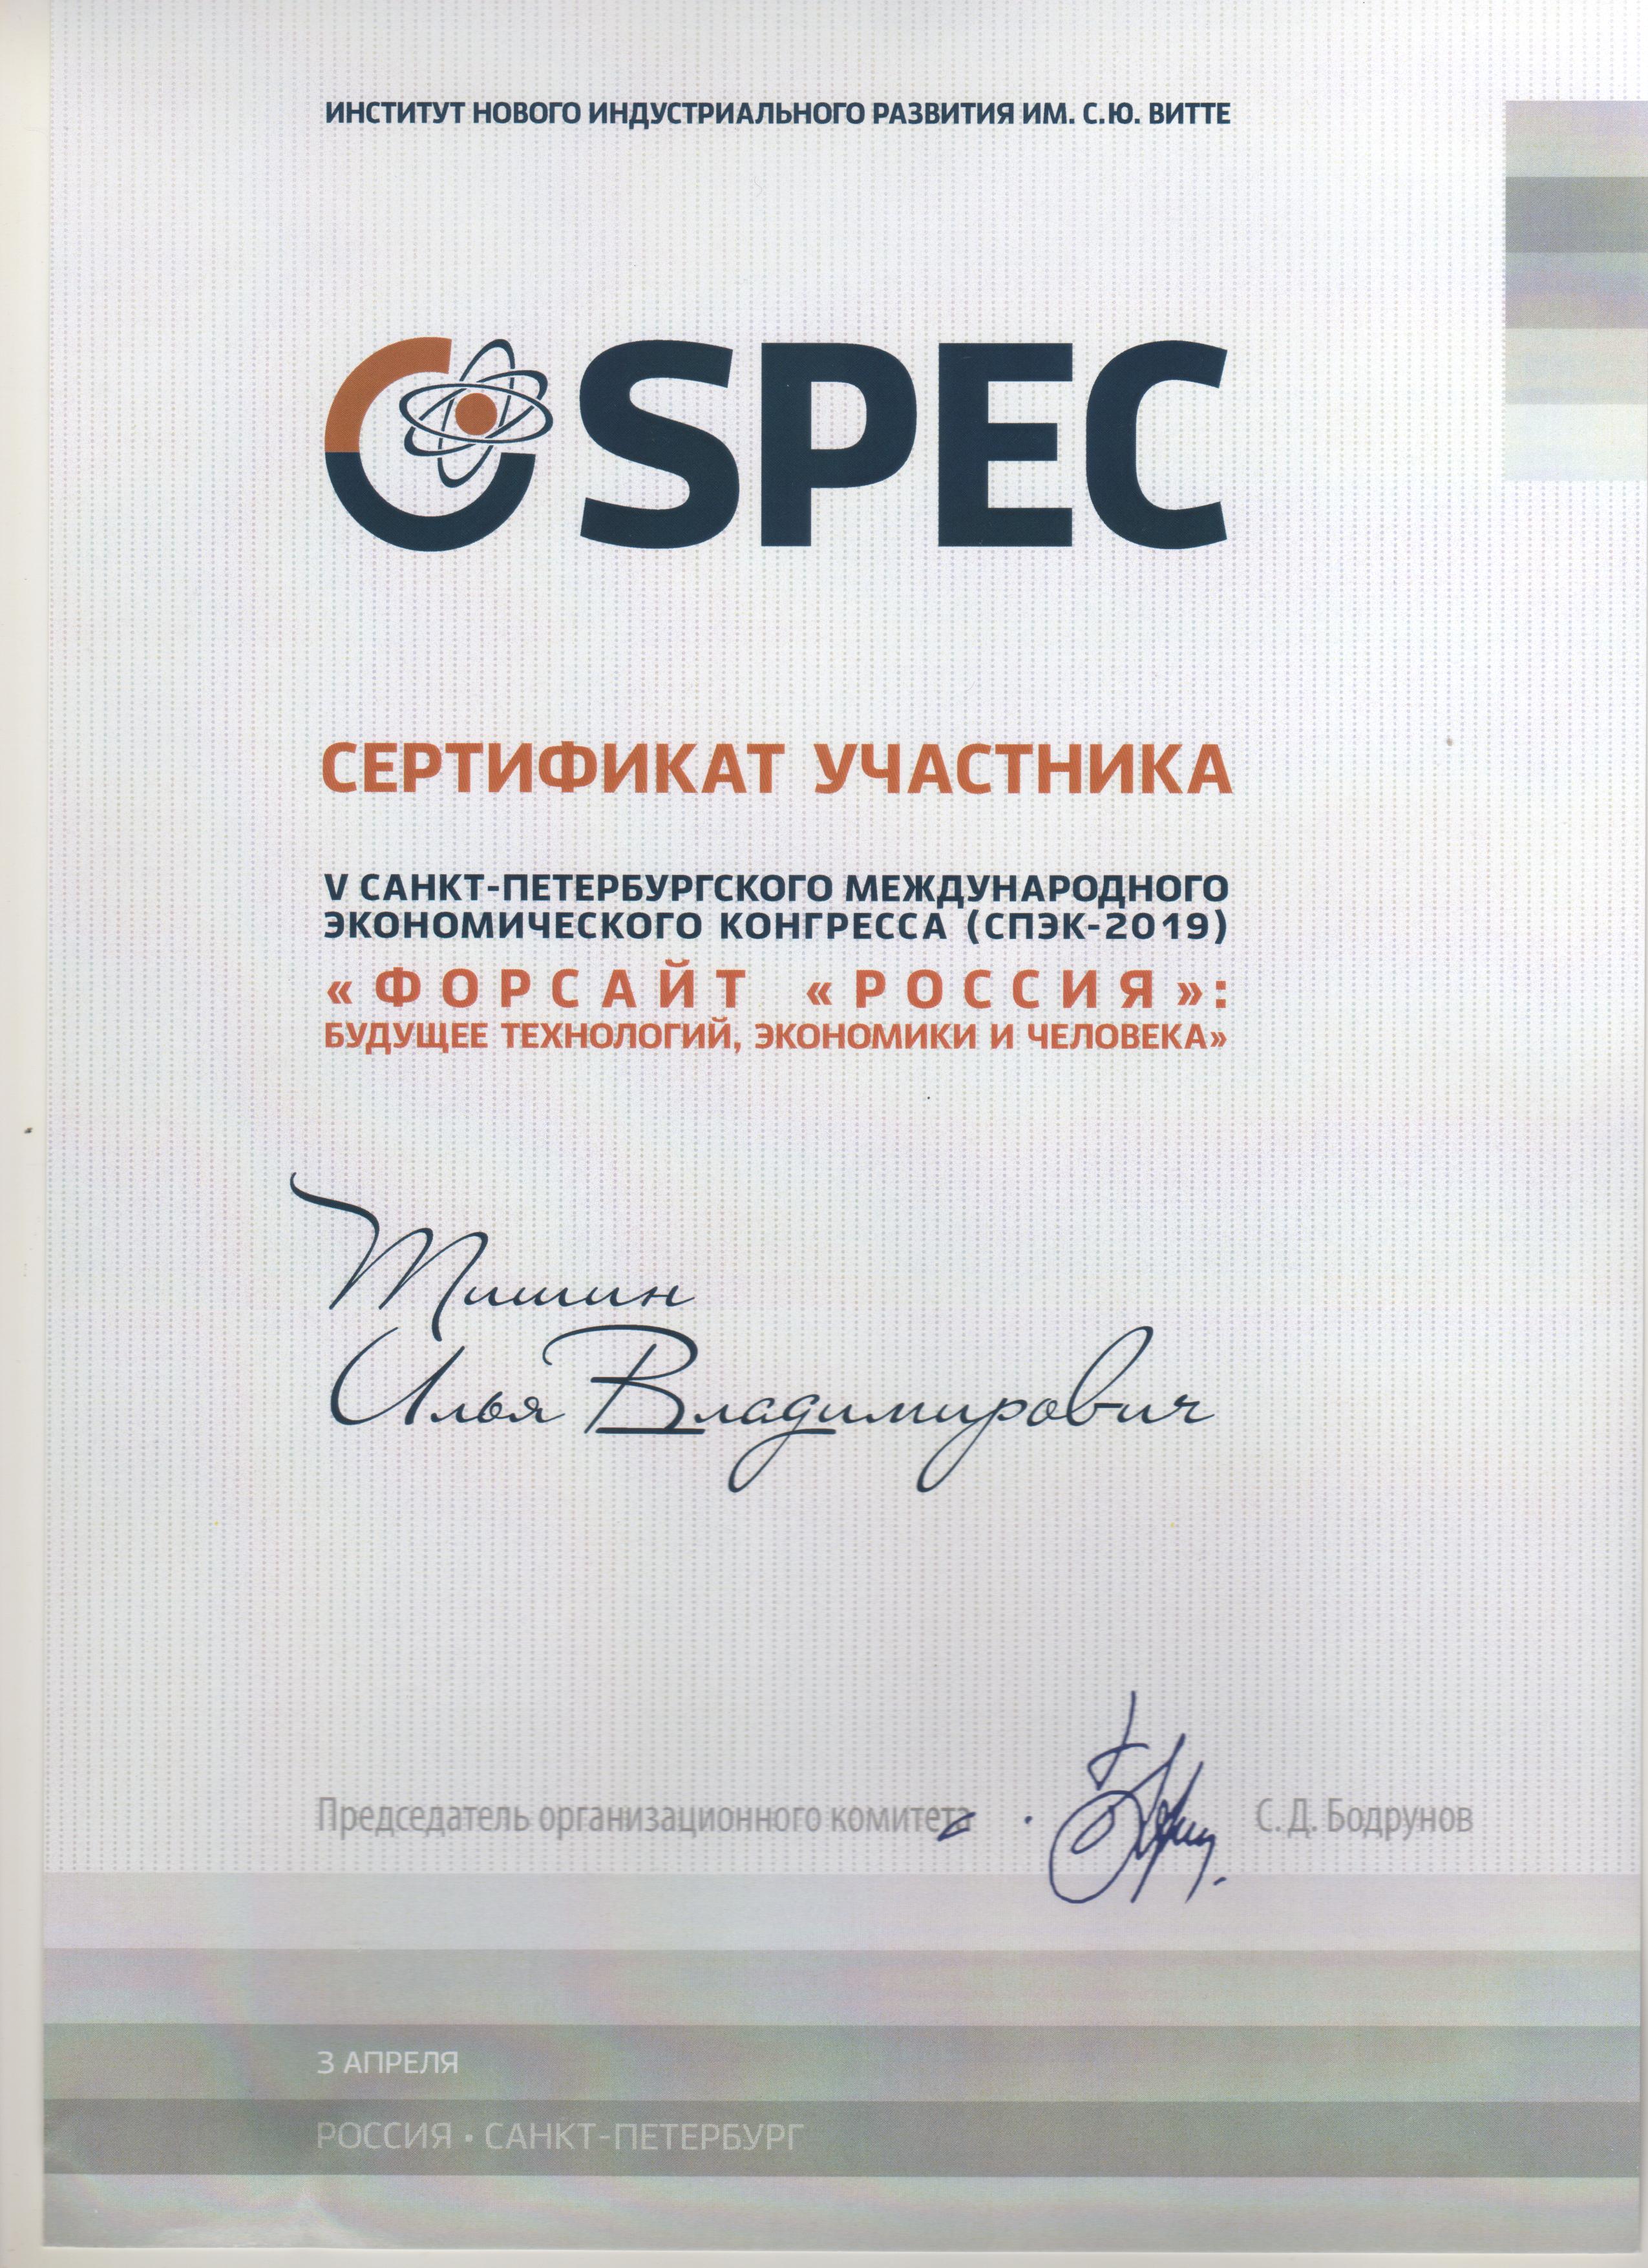 ИНСТИТУТ НОВОГО ИНДУСТРИАЛЬНОГО РАЗВИТИЯ ИМ. С.Ю. ВИТТЕ
SPEC
СЕРТИФИКАТ УЧАСТНИКА
V САНКТ-ПЕТЕРБУРГСКОГО МЕЖДУНАРОДНОГО
ЭКОНОМИЧЕСКОГО КОНГРЕССА (СПЭК-2019)
«ФОРСАЙТ «РОССИЯ»:
БУДУЩЕЕ ТЕХНОЛОГИЙ, ЭКОНОМИКИ И ЧЕЛОВЕКА»
Тишин
Илья Владимирович
Председатель организационного комитета С. Д. Бодрунов
3 АПРЕЛЯ
РОССИЯ • САНКТ-ПЕТЕРБУРГ